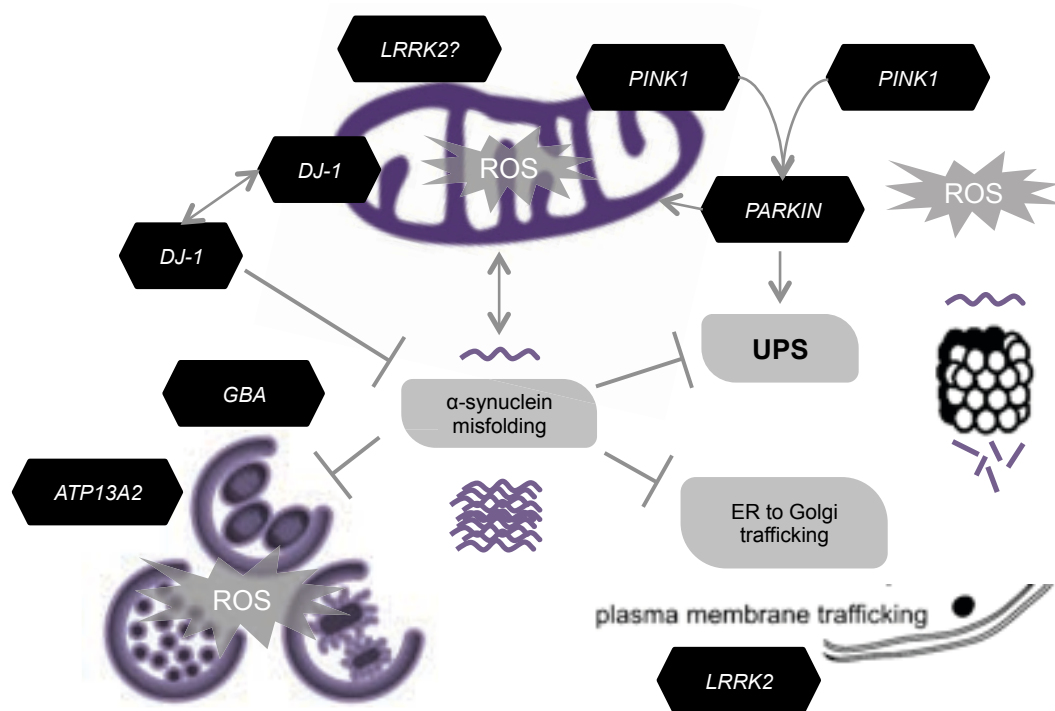 LRRK2?
PINK1
PINK1
DJ-1
ROS
PARKIN
ROS
DJ-1
UPS
GBA
α-synuclein
misfolding
ATP13A2
ER to Golgi
trafficking
ROS
plasma membrane trafficking
LRRK2